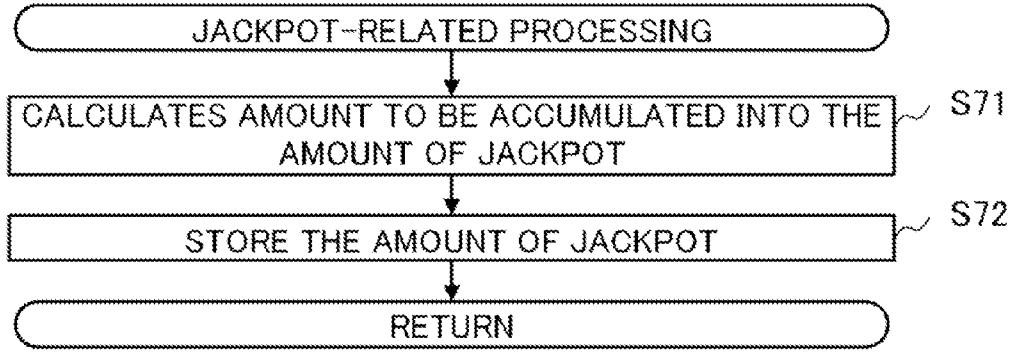 JACKPOT-RELATED PROCESSING
CALCULATES AMOUNT TO BE ACCUMULATED INTO THE
AMOUNT OF JACKPOT
S71
STORE THE AMOUNT OF JACKPOT
S72
RETURN